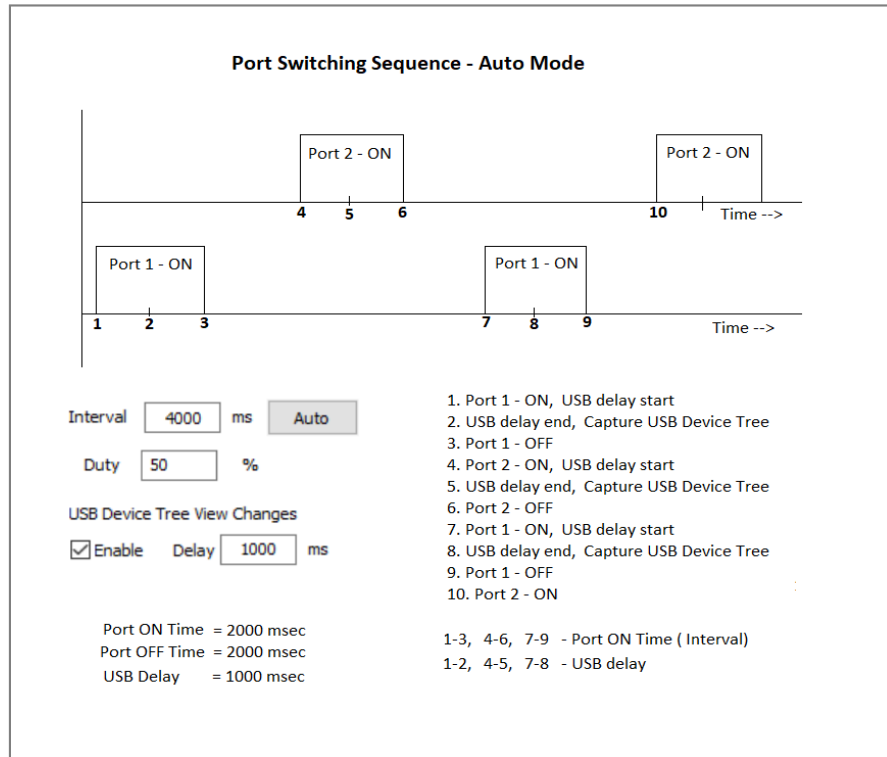 Port Switching Sequence - Auto Mode
Port 2 - ON
Port 2 - ON
4 5 6 10 Time -->
Port 1 - ON
Port 1 - ON
1 2 3 7 8 9 Time -->
Interval 4000 ms Auto
Duty 50 %
USB Device Tree View Changes
Enable Delay 1000 ms
Port ON Time = 2000 msec
Port OFF Time = 2000 msec
USB Delay = 1000 msec
1. Port 1 - ON, USB delay start
2. USB delay end, Capture USB Device Tree
3. Port 1 - OFF
4. Port 2 - ON, USB delay start
5. USB delay end, Capture USB Device Tree
6. Port 2 - OFF
7. Port 1 - ON, USB delay start
8. USB delay end, Capture USB Device Tree
9. Port 1 - OFF
10. Port 2 - ON
1-3, 4-6, 7-9 - Port ON Time ( Interval)
1-2, 4-5, 7-8 - USB delay